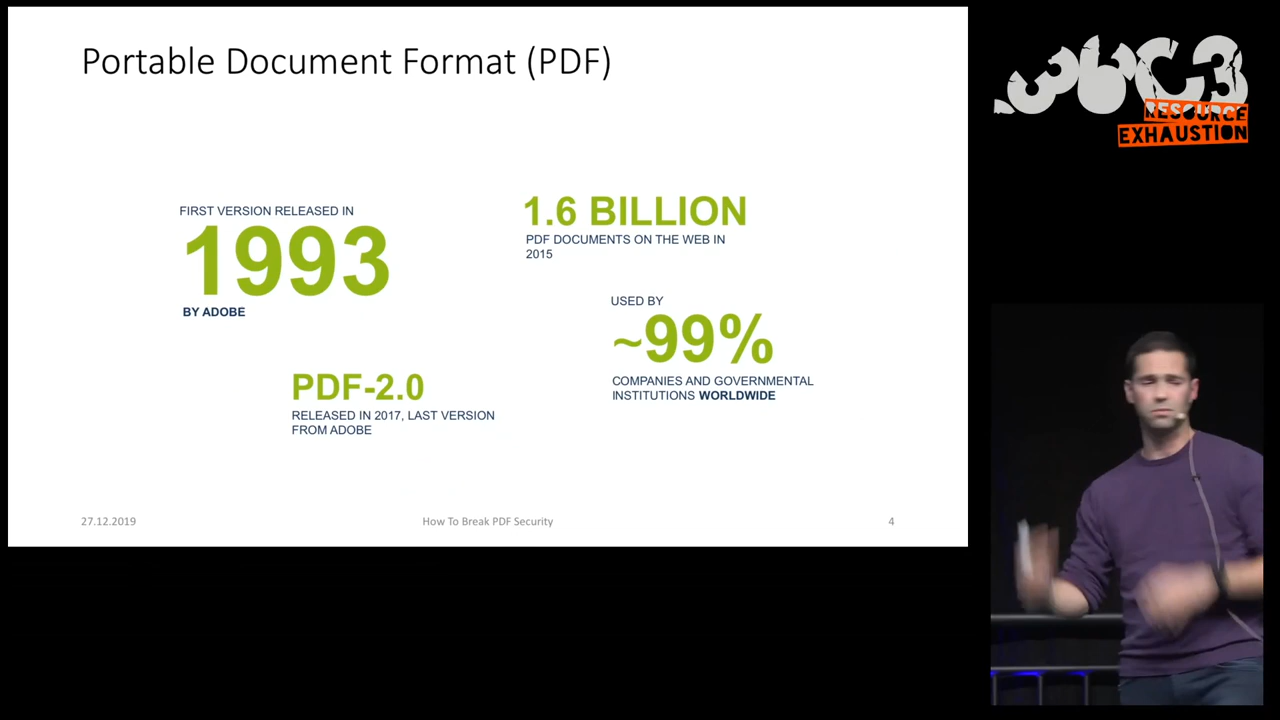 Portable Document Format (PDF)
FIRST VERSION RELEASED IN
1993
BY ADOBE
1.6 BILLION
PDF DOCUMENTS ON THE WEB IN
2015
USED BY
~99%
COMPANIES AND GOVERNMENTAL
INSTITUTIONS WORLDWIDE
PDF-2.0
RELEASED IN 2017, LAST VERSION
FROM ADOBE
27.12.2019
How To Break PDF Security
4
36C3
RESOURCE
EXHAUSTION